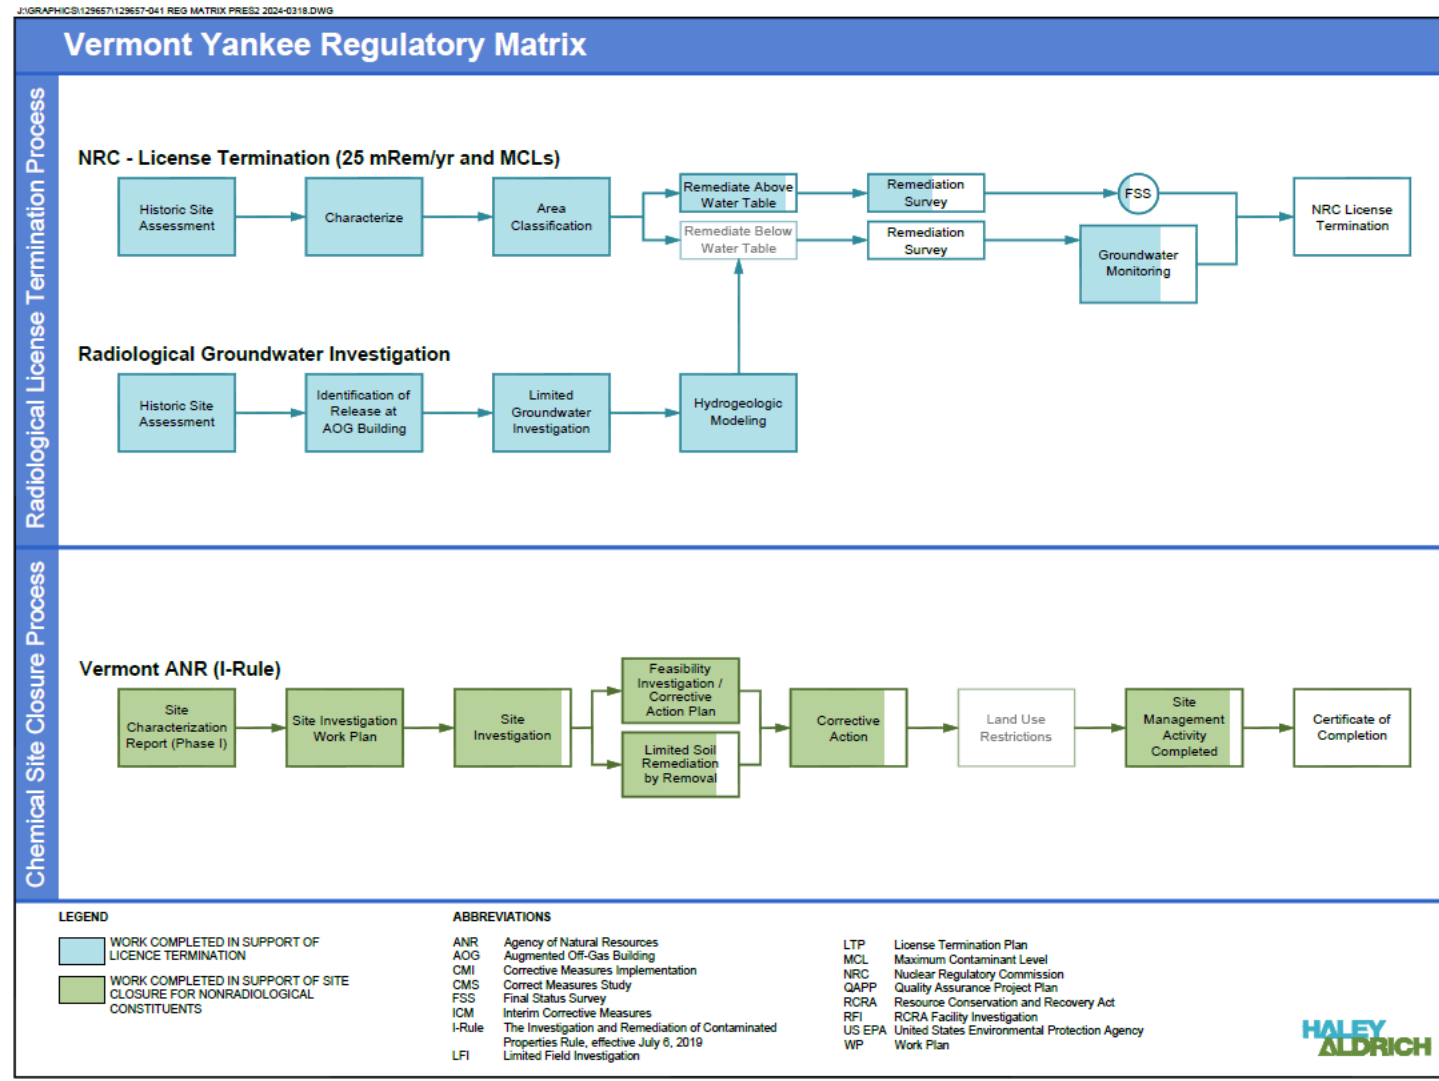 J:\GRAPHICS\129657\129657-041 REG MATRIX PRES2 2024-0318.DWG
Vermont Yankee Regulatory Matrix
Radiological License Termination Process
NRC - License Termination (25 mRem/yr and MCLs)
Historic Site
Assessment
Characterize
Area
Classification
Remediate Above
Water Table
Remediation
Survey
FSS
Remediate Below
Water Table
Remediation
Survey
Groundwater
Monitoring
NRC License
Termination
Radiological Groundwater Investigation
Historic Site
Assessment
Identification of
Release at
AOG Building
Limited
Groundwater
Investigation
Hydrogeologic
Modeling
Chemical Site Closure Process
Vermont ANR (I-Rule)
Site
Characterization
Report (Phase I)
Site Investigation
Work Plan
Site
Investigation
Feasibility
Investigation /
Corrective
Action Plan
Limited Soil
Remediation
by Removal
Corrective
Action
Land Use
Restrictions
Site
Management
Activity
Completed
Certificate of
Completion
LEGEND
WORK COMPLETED IN SUPPORT OF
LICENCE TERMINATION
WORK COMPLETED IN SUPPORT OF SITE
CLOSURE FOR NONRADIOLOGICAL
CONSTITUENTS
ABBREVIATIONS
ANR Agency of Natural Resources
AOG Augmented Off-Gas Building
CMI Corrective Measures Implementation
CMS Correct Measures Study
FSS Final Status Survey
ICM Interim Corrective Measures
I-Rule The Investigation and Remediation of Contaminated
Properties Rule, effective July 6, 2019
LFI Limited Field Investigation
LTP License Termination Plan
MCL Maximum Contaminant Level
NRC Nuclear Regulatory Commission
QAPP Quality Assurance Project Plan
RCRA Resource Conservation and Recovery Act
RFI RCRA Facility Investigation
US EPA United States Environmental Protection Agency
WP Work Plan
HALEY
ALDRICH